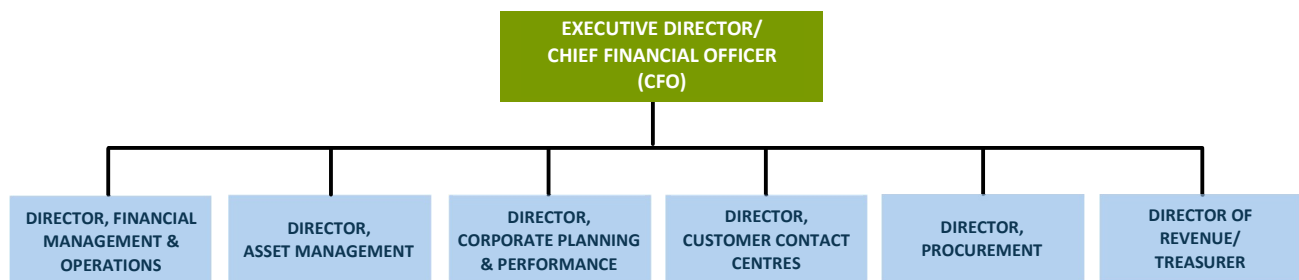 EXECUTIVE DIRECTOR/
CHIEF FINANCIAL OFFICER
(CFO)
DIRECTOR, FINANCIAL
MANAGEMENT &
OPERATIONS
DIRECTOR,
ASSET MANAGEMENT
DIRECTOR,
CORPORATE PLANNING
& PERFORMANCE
DIRECTOR,
CUSTOMER CONTACT
CENTRES
DIRECTOR,
PROCUREMENT
DIRECTOR OF
REVENUE/
TREASURER